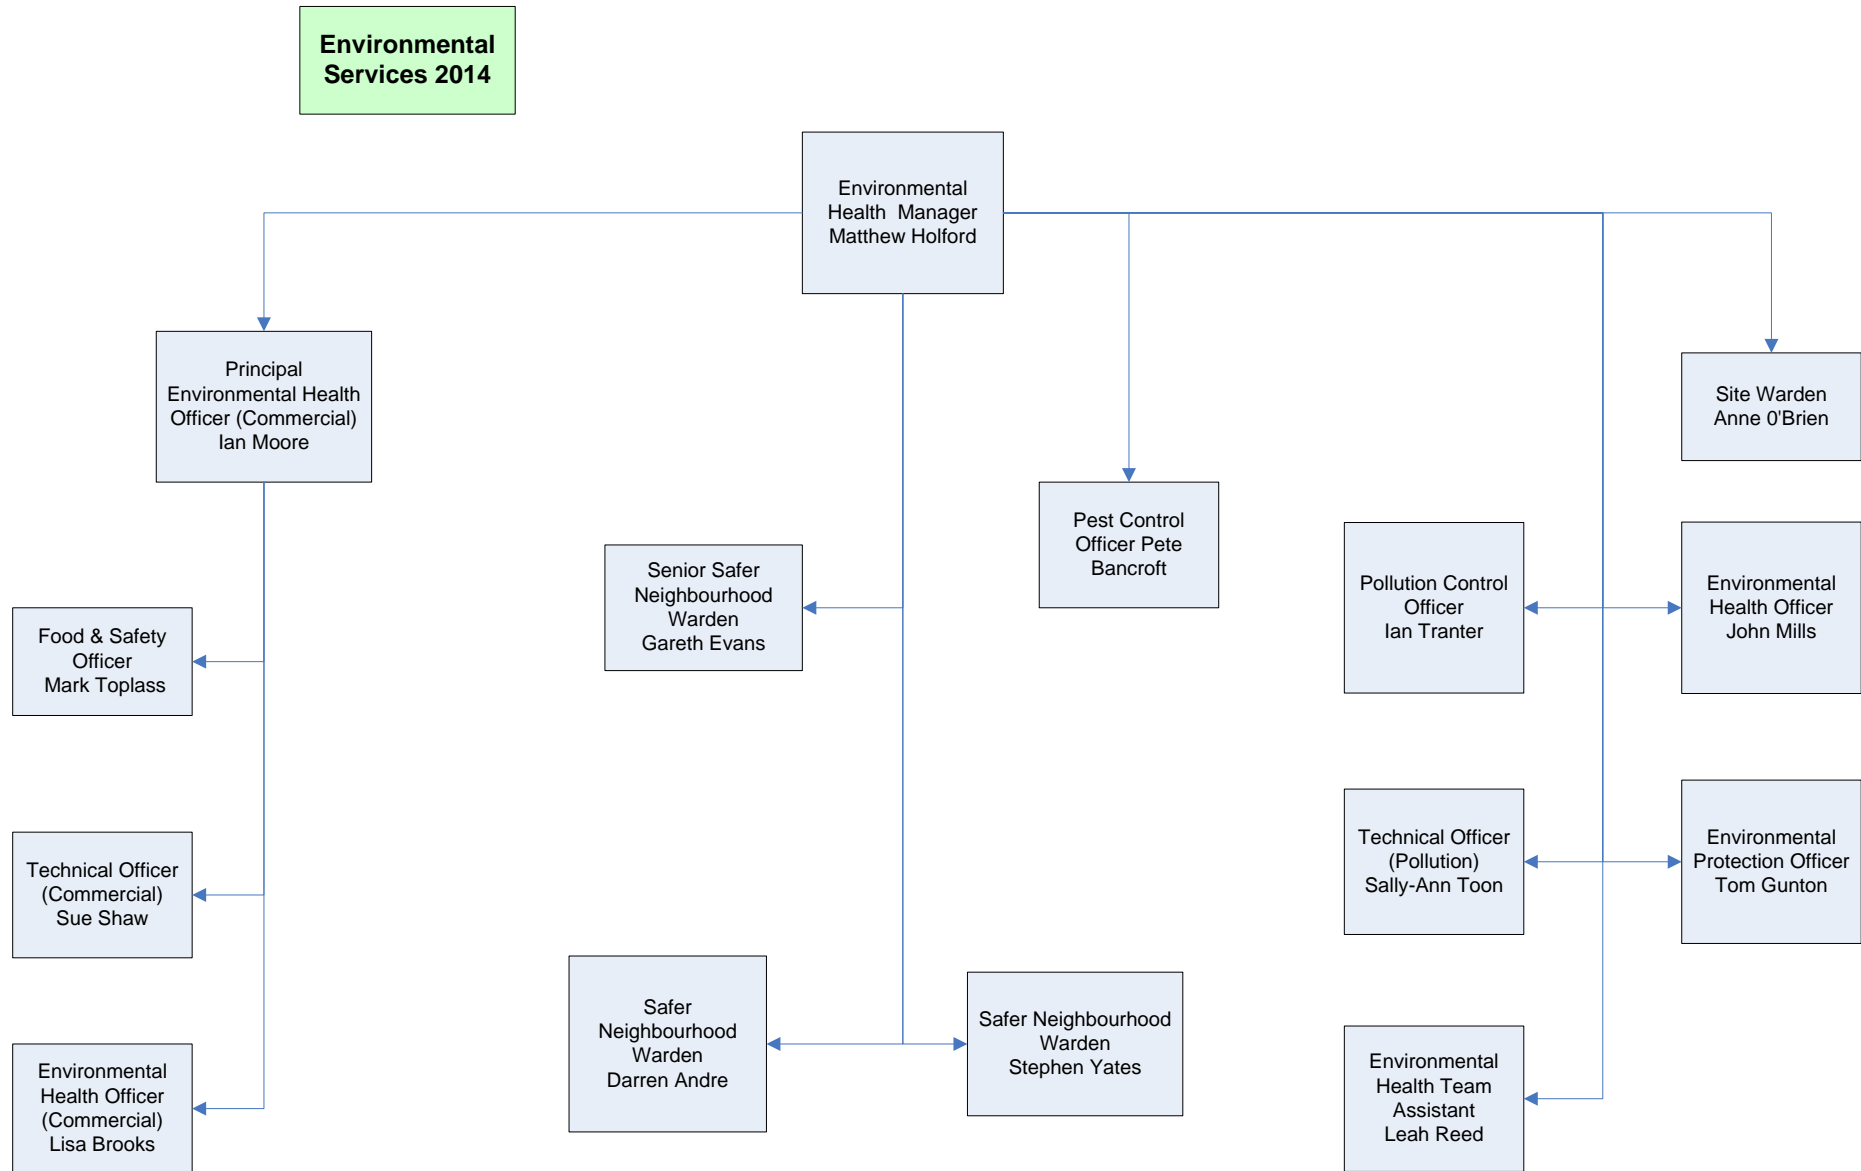 Environmental
Services 2014
Environmental
Health Manager
Matthew Holford
Principal
Environmental Health
Officer (Commercial)
Ian Moore
Site Warden
Anne 0'Brien
Pest Control
Officer Pete
Bancroft
Senior Safer
Neighbourhood
Warden
Gareth Evans
Pollution Control
Officer
Ian Tranter
Environmental
Health Officer
John Mills
Food & Safety
Officer
Mark Toplass
Technical Officer
(Commercial)
Sue Shaw
Technical Officer
(Pollution)
Sally-Ann Toon
Environmental
Protection Officer
Tom Gunton
Safer
Neighbourhood
Warden
Darren Andre
Safer Neighbourhood
Warden
Stephen Yates
Environmental
Health Officer
(Commercial)
Lisa Brooks
Environmental
Health Team
Assistant
Leah Reed